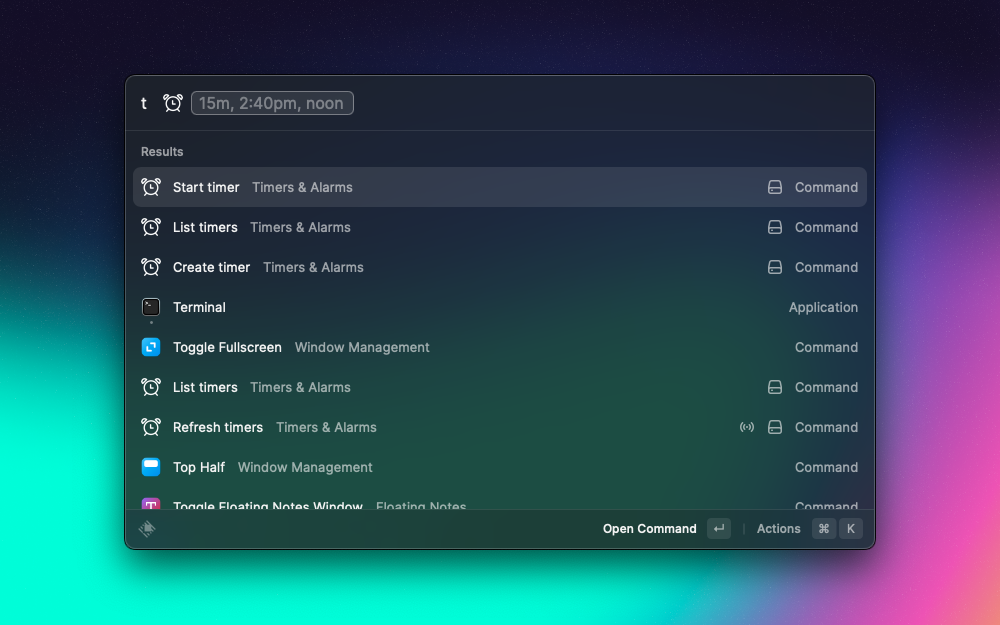 t 15m, 2:40pm, noon
Results
Start timer Timers & Alarms Command
List timers Timers & Alarms Command
Create timer Timers & Alarms Command
Terminal Application
Toggle Fullscreen Window Management Command
List timers Timers & Alarms Command
Refresh timers Timers & Alarms Command
Top Half Window Management Command
Toggle Floating Notes Window Floating Notes Command
Open Command ↵ Actions ⌘ K